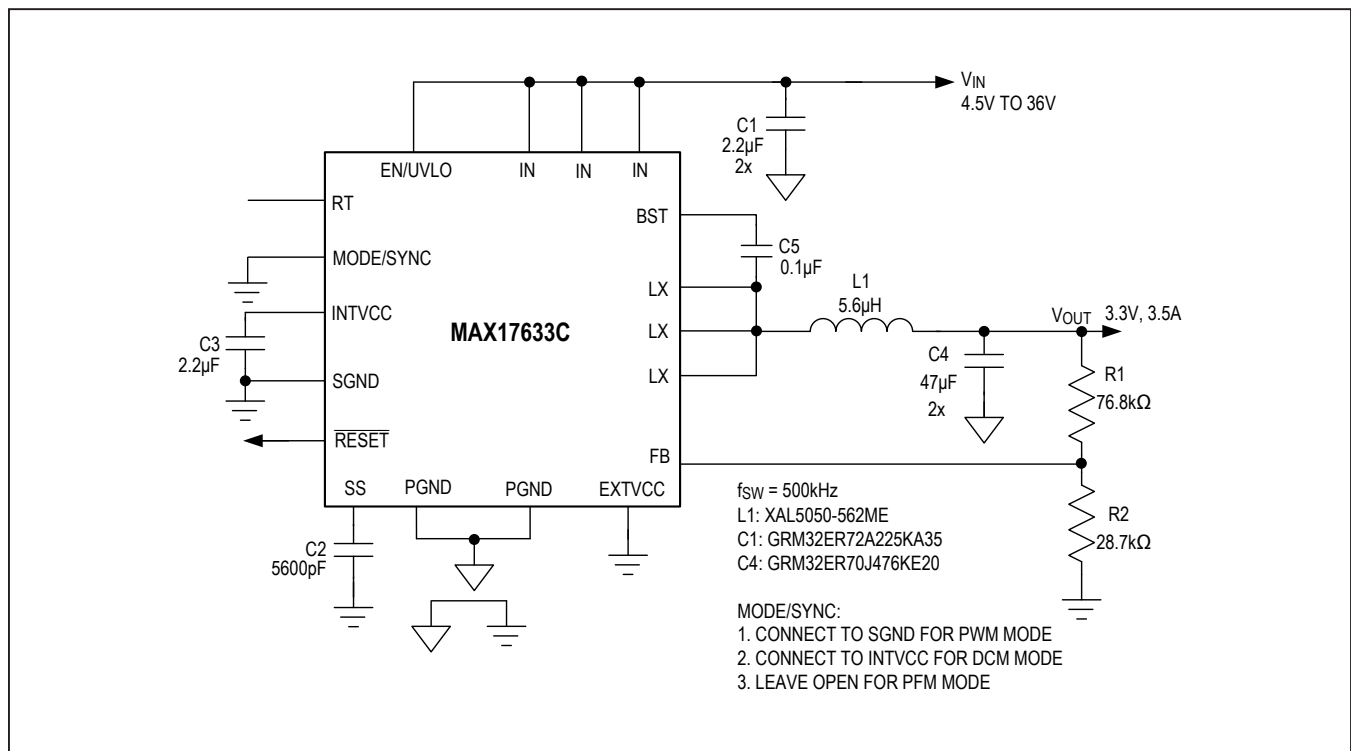 VIN
4.5V TO 36V
C1
2.2µF
2x
EN/UVLO
IN
IN
IN
RT
BST
MODE/SYNC
C5
0.1µF
LX
L1
5.6µH
INTVCC
MAX17633C
LX
VOUT
3.3V, 3.5A
C3
2.2µF
C4
47µF
2x
LX
SGND
R1
76.8kΩ
RESET
FB
SS
PGND
PGND
EXTVCC
fSW = 500kHz
L1: XAL5050-562ME
C1: GRM32ER72A225KA35
C4: GRM32ER70J476KE20
R2
28.7kΩ
C2
5600pF
MODE/SYNC:
1. CONNECT TO SGND FOR PWM MODE
2. CONNECT TO INTVCC FOR DCM MODE
3. LEAVE OPEN FOR PFM MODE